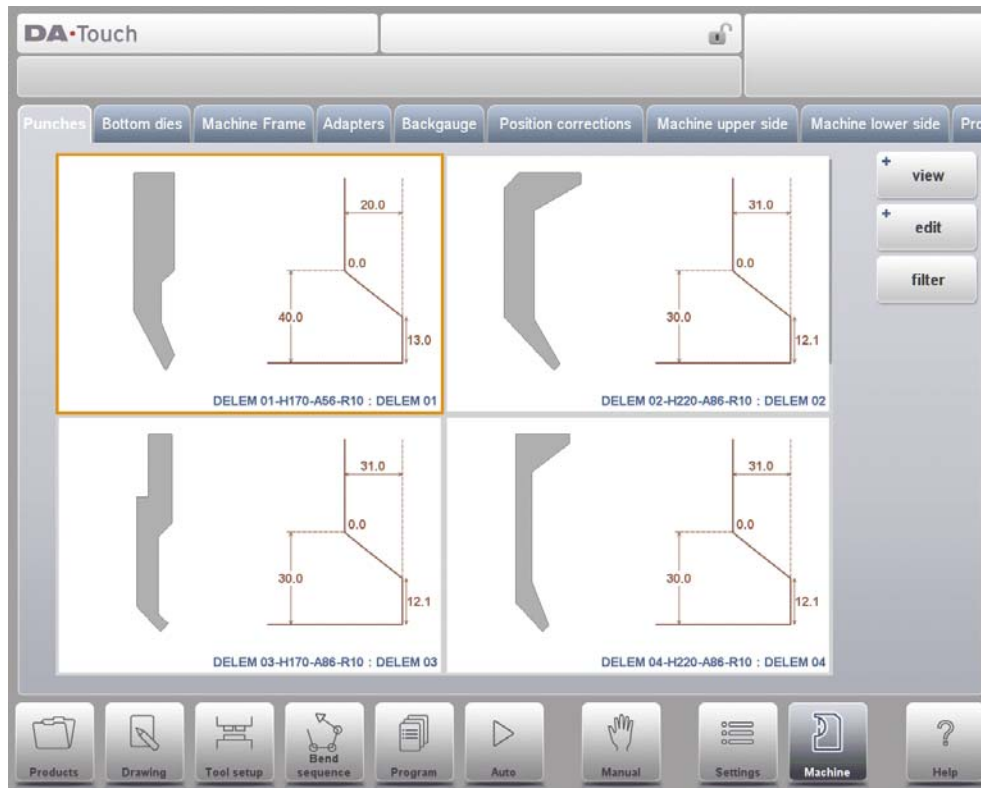 DA·Touch
Punches Bottom dies Machine Frame Adapters Backgauge Position corrections Machine upper side Machine lower side Pro
20.0
0.0
40.0
13.0
DELEM 01-H170-A56-R10 : DELEM 01
31.0
0.0
30.0
12.1
DELEM 02-H220-A86-R10 : DELEM 02
view
edit
filter
31.0
0.0
30.0
12.1
DELEM 03-H170-A86-R10 : DELEM 03
31.0
0.0
30.0
12.1
DELEM 04-H220-A86-R10 : DELEM 04
Products Drawing Tool setup Bend sequence Program Auto Manual Settings Machine Help